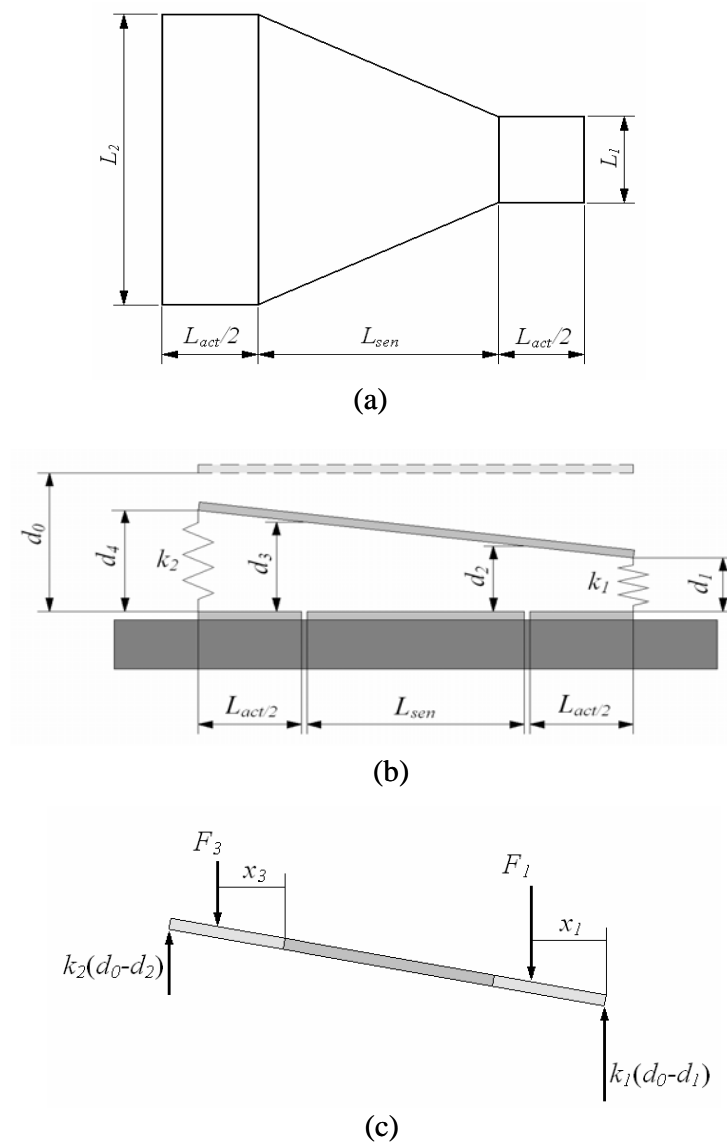 L2
L1
Lact/2
Lsen
Lact/2
(a)
d0
d4
k2
d3
d2
k1
d1
Lact/2
Lsen
Lact/2
(b)
F3
x3
F1
x1
k2(d0-d2)
k1(d0-d1)
(c)